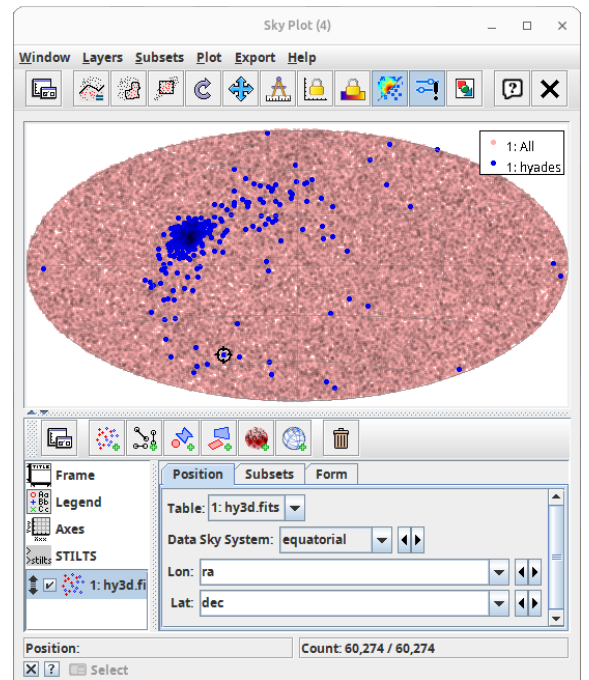 Sky Plot (4)
Window Layers Subsets Plot Export Help
1: All
1: hyades
Frame
Legend
Axes
STILTS
1: hy3d.fi
Position Subsets Form
Table: 1: hy3d.fits
Data Sky System: equatorial
Lon: ra
Lat: dec
Position: Count: 60,274 / 60,274
Select